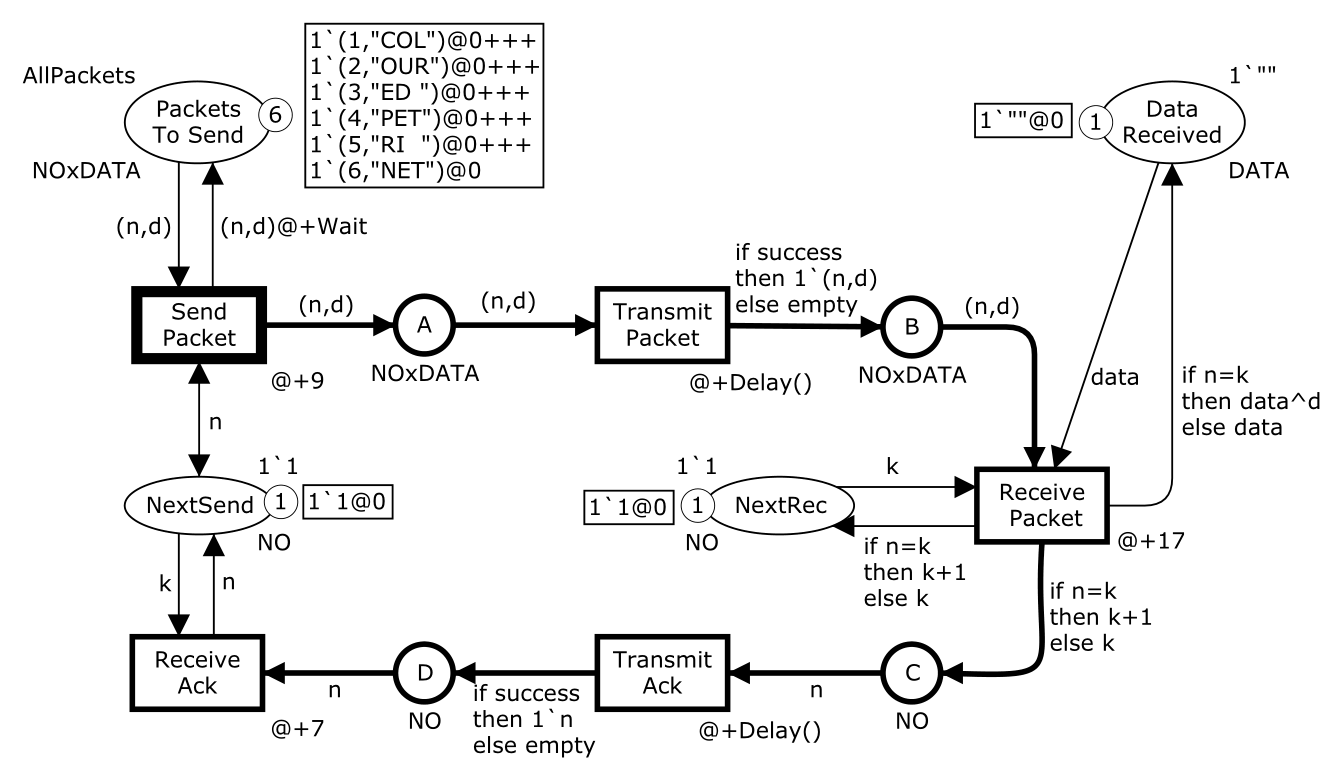 AllPackets
Packets
To Send
6
1`(1,"COL")@0+++
1`(2,"OUR")@0+++
1`(3,"ED ")@0+++
1`(4,"PET")@0+++
1`(5,"RI  ")@0+++
1`(6,"NET")@0
NOxDATA
1`""
1`""@0
1
Data
Received
DATA
(n,d)
(n,d)@+Wait
Send
Packet
@+9
(n,d)
A
NOxDATA
(n,d)
Transmit
Packet
@+Delay()
if success
then 1`(n,d)
else empty
B
NOxDATA
(n,d)
data
if n=k
then data^d
else data
n
1`1
NextSend
1
1`1@0
NO
1`1
1`1@0
1
NextRec
NO
k
if n=k
then k+1
else k
Receive
Packet
@+17
if n=k
then k+1
else k
k
n
Receive
Ack
@+7
n
D
NO
if success
then 1`n
else empty
Transmit
Ack
@+Delay()
n
C
NO